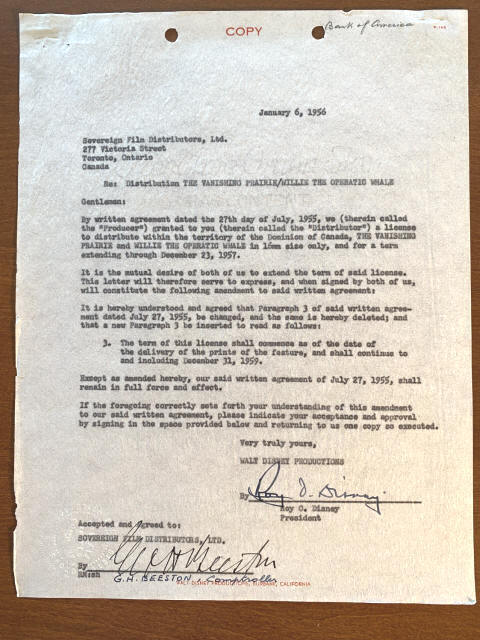 COPY
Bank of America
January 6, 1956
Sovereign Film Distributors, Ltd.
277 Victoria Street
Toronto, Ontario
Canada
Re: Distribution THE VANISHING PRAIRIE/WILLIE THE OPERATIC WHALE
Gentlemen:
By written agreement dated the 27th day of July, 1955, we (therein called
the "Producer") granted to you (therein called the "Distributor") a license
to distribute within the territory of the Dominion of Canada, THE VANISHING
PRAIRIE and WILLIE THE OPERATIC WHALE in 16mm size only, and for a term
extending through December 23, 1957.
It is the mutual desire of both of us to extend the term of said license.
This letter will therefore serve to express, and when signed by both of us,
will constitute the following amendment to said written agreement:
It is hereby understood and agreed that Paragraph 3 of said written agree-
ment dated July 27, 1955, be changed, and the same is hereby deleted; and
that a new Paragraph 3 be inserted to read as follows:
3. The term of this license shall commence as of the date of
the delivery of the prints of the feature, and shall continue to
and including December 31, 1959.
Except as amended hereby, our said written agreement of July 27, 1955, shall
remain in full force and effect.
If the foregoing correctly sets forth your understanding of this amendment
to our said written agreement, please indicate your acceptance and approval
by signing in the space provided below and returning to us one copy so executed.
Very truly yours,
WALT DISNEY PRODUCTIONS
By Roy O. Disney
Roy O. Disney
President
Accepted and Agreed to:
SOVEREIGN FILM DISTRIBUTORS, LTD.
By G H Beeston
G.H. BEESTON, Comptroller
WALT DISNEY PRODUCTIONS, BURBANK, CALIFORNIA